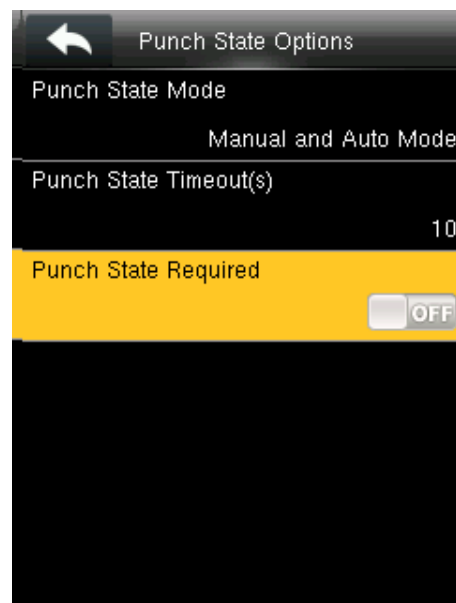 Punch State Options
Punch State Mode
Manual and Auto Mode
Punch State Timeout(s)
10
Punch State Required
OFF